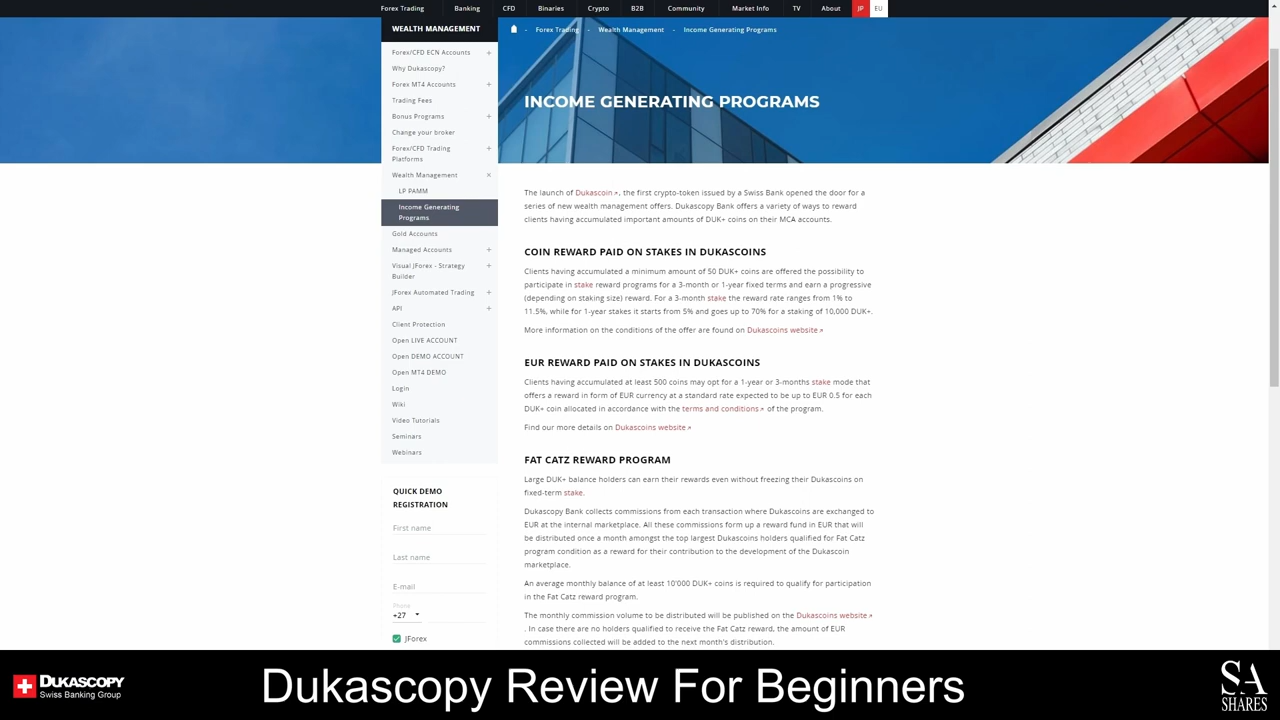 Forex Trading Banking CFD Binaries Crypto B2B Community Market Info TV About JP EU
WEALTH MANAGEMENT
Forex/CFD ECN Accounts +
Why Dukascopy?
Forex MT4 Accounts +
Trading Fees
Bonus Programs +
Change your broker
Forex/CFD Trading +
Platforms
Wealth Management ×
LP PAMM
Income Generating
Programs
Gold Accounts
Managed Accounts +
Visual JForex - Strategy +
Builder
JForex Automated Trading +
API +
Client Protection
Open LIVE ACCOUNT
Open DEMO ACCOUNT
Open MT4 DEMO
Login
Wiki
Video Tutorials
Seminars
Webinars
QUICK DEMO
REGISTRATION
First name
Last name
E-mail
Phone
+27
JForex
- Forex Trading - Wealth Management - Income Generating Programs
INCOME GENERATING PROGRAMS
The launch of Dukascoin, the first crypto-token issued by a Swiss Bank opened the door for a
series of new wealth management offers. Dukascopy Bank offers a variety of ways to reward
clients having accumulated important amounts of DUK+ coins on their MCA accounts.
COIN REWARD PAID ON STAKES IN DUKASCOINS
Clients having accumulated a minimum amount of 50 DUK+ coins are offered the possibility to
participate in stake reward programs for a 3-month or 1-year fixed terms and earn a progressive
(depending on staking size) reward. For a 3-month stake the reward rate ranges from 1% to
11.5%, while for 1-year stakes it starts from 5% and goes up to 70% for a staking of 10,000 DUK+.
More information on the conditions of the offer are found on Dukascoins website
EUR REWARD PAID ON STAKES IN DUKASCOINS
Clients having accumulated at least 500 coins may opt for a 1-year or 3-months stake mode that
offers a reward in form of EUR currency at a standard rate expected to be up to EUR 0.5 for each
DUK+ coin allocated in accordance with the terms and conditions of the program.
Find our more details on Dukascoins website
FAT CATZ REWARD PROGRAM
Large DUK+ balance holders can earn their rewards even without freezing their Dukascoins on
fixed-term stake.
Dukascopy Bank collects commissions from each transaction where Dukascoins are exchanged to
EUR at the internal marketplace. All these commissions form up a reward fund in EUR that will
be distributed once a month amongst the top largest Dukascoins holders qualified for Fat Catz
program condition as a reward for their contribution to the development of the Dukascoin
marketplace.
An average monthly balance of at least 10'000 DUK+ coins is required to qualify for participation
in the Fat Catz reward program.
The monthly commission volume to be distributed will be published on the Dukascoins website
. In case there are no holders qualified to receive the Fat Catz reward, the amount of EUR
commissions collected will be added to the next month's distribution.
DUKASCOPY
Swiss Banking Group
Dukascopy Review For Beginners
SA
SHARES